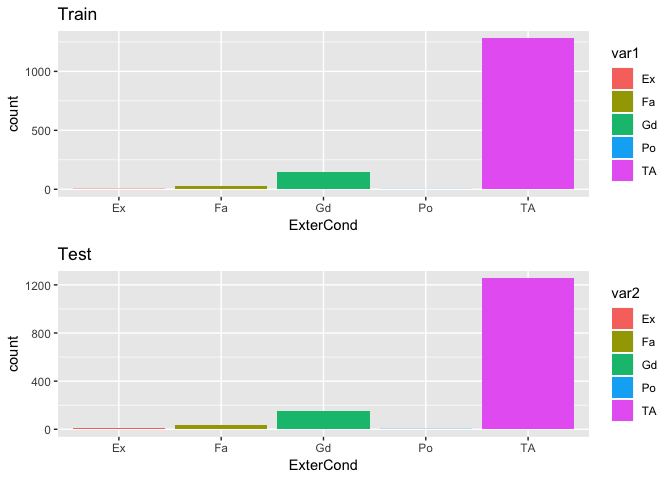 Train
count
1000
500
0
Ex Fa Gd Po TA
ExterCond
var1
Ex
Fa
Gd
Po
TA
Test
count
1200
800
400
0
Ex Fa Gd Po TA
ExterCond
var2
Ex
Fa
Gd
Po
TA